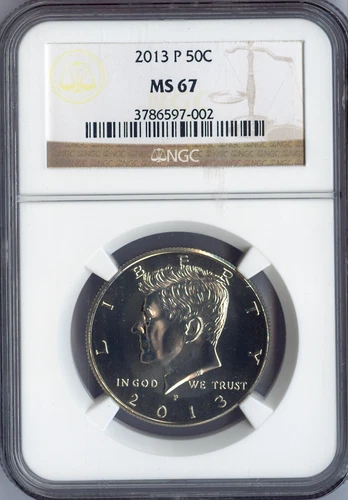 2013 P 50C
MS 67
3786597-002
NGC
LIBERTY
IN GOD WE TRUST
P
2013